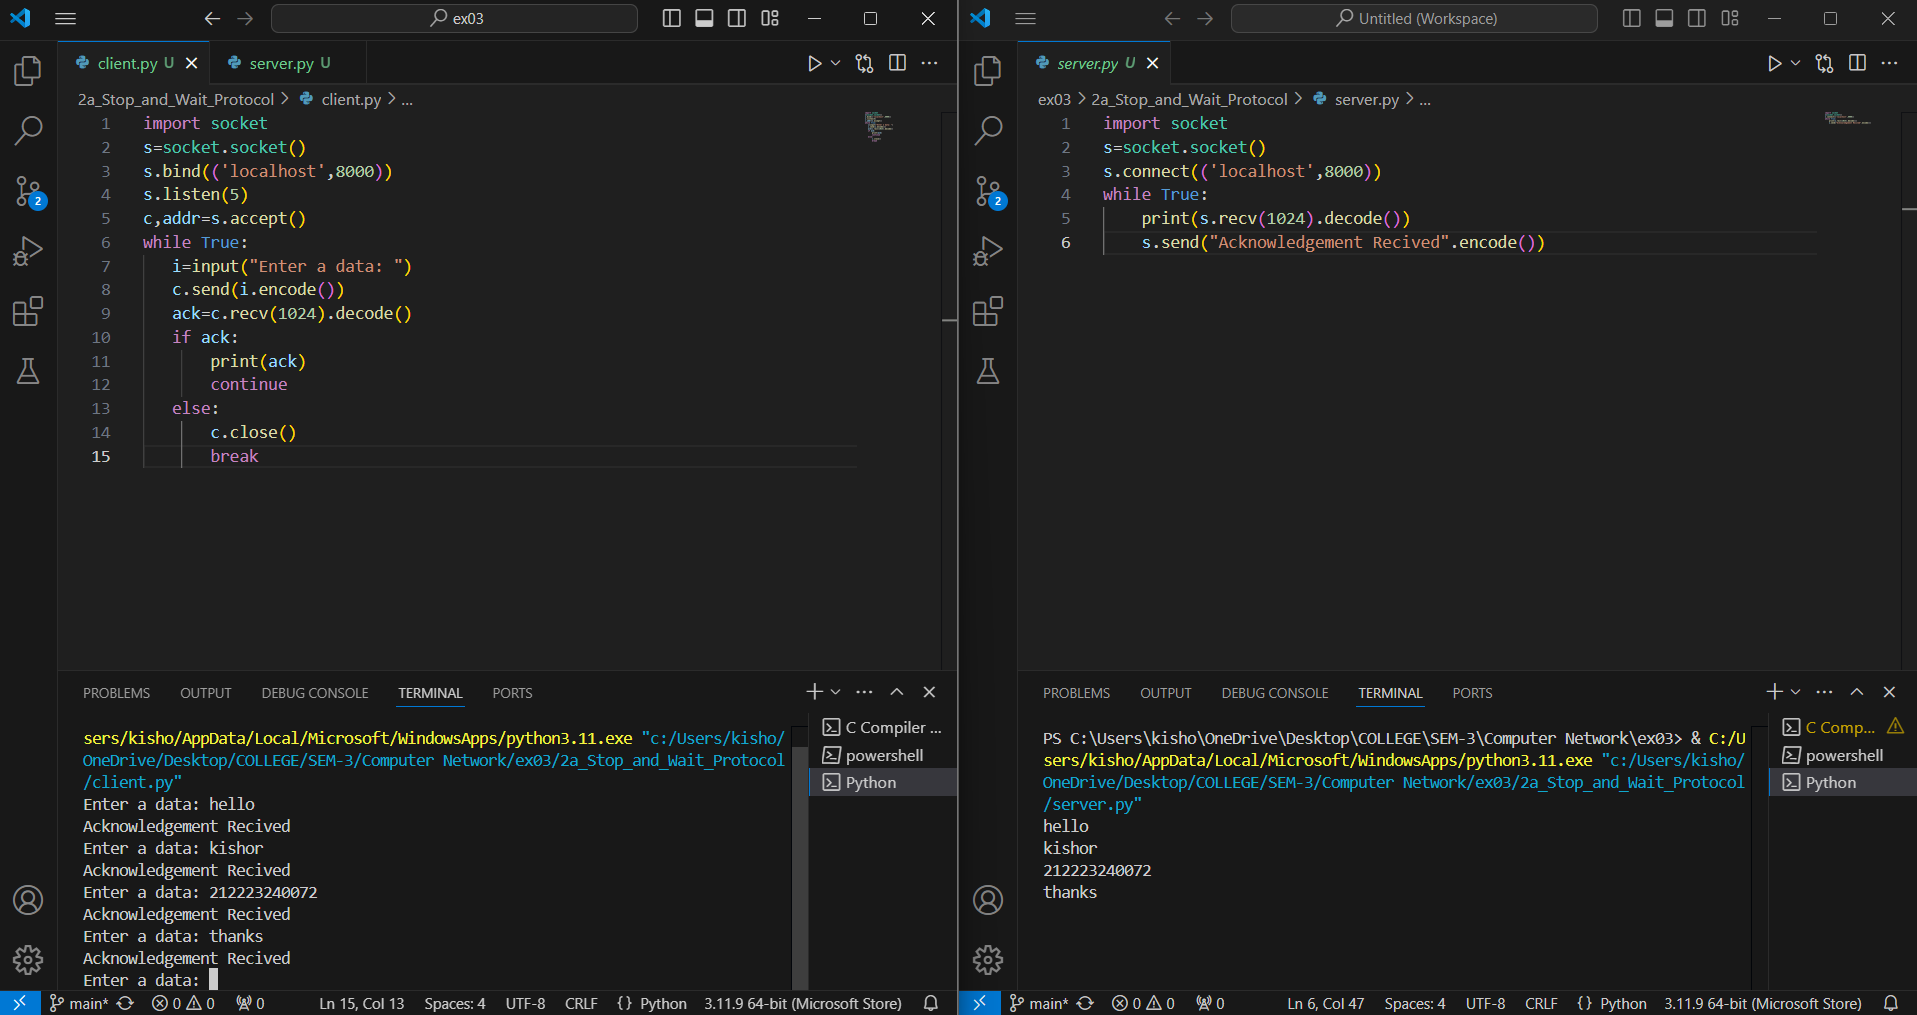 ex03
client.py U
server.py U
2a_Stop_and_Wait_Protocol > client.py > ...
1 import socket
2 s=socket.socket()
3 s.bind(('localhost',8000))
4 s.listen(5)
5 c,addr=s.accept()
6 while True:
7 i=input("Enter a data: ")
8 c.send(i.encode())
9 ack=c.recv(1024).decode()
10 if ack:
11 print(ack)
12 continue
13 else:
14 c.close()
15 break
2
PROBLEMS OUTPUT DEBUG CONSOLE TERMINAL PORTS
sers/kisho/AppData/Local/Microsoft/WindowsApps/python3.11.exe "c:/Users/kisho/
OneDrive/Desktop/COLLEGE/SEM-3/Computer Network/ex03/2a_Stop_and_Wait_Protocol
/client.py"
Enter a data: hello
Acknowledgement Recived
Enter a data: kishor
Acknowledgement Recived
Enter a data: 212223240072
Acknowledgement Recived
Enter a data: thanks
Acknowledgement Recived
Enter a data:
C Compiler ...
powershell
Python
main* 0 0 0 Ln 15, Col 13 Spaces: 4 UTF-8 CRLF {} Python 3.11.9 64-bit (Microsoft Store)
Untitled (Workspace)
server.py U
ex03 > 2a_Stop_and_Wait_Protocol > server.py > ...
1 import socket
2 s=socket.socket()
3 s.connect(('localhost',8000))
4 while True:
5 print(s.recv(1024).decode())
6 s.send("Acknowledgement Recived".encode())
2
PROBLEMS OUTPUT DEBUG CONSOLE TERMINAL PORTS
PS C:\Users\kisho\OneDrive\Desktop\COLLEGE\SEM-3\Computer Network\ex03> & C:/U
sers/kisho/AppData/Local/Microsoft/WindowsApps/python3.11.exe "c:/Users/kisho/
OneDrive/Desktop/COLLEGE/SEM-3/Computer Network/ex03/2a_Stop_and_Wait_Protocol
/server.py"
hello
kishor
212223240072
thanks
C Comp...
powershell
Python
main* 0 0 0 Ln 6, Col 47 Spaces: 4 UTF-8 CRLF {} Python 3.11.9 64-bit (Microsoft Store)